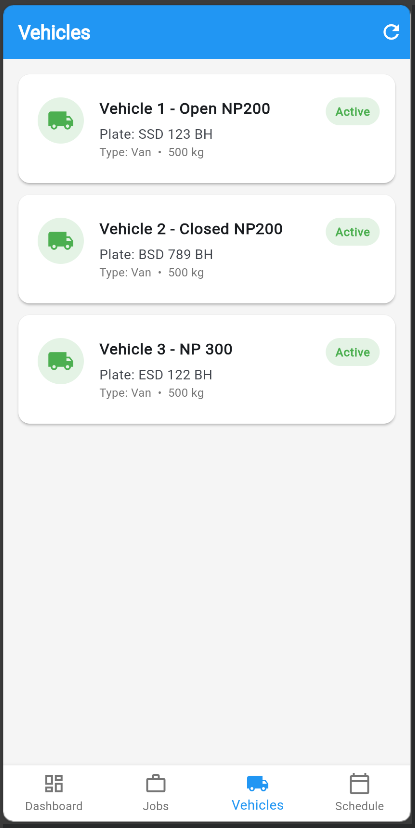 Vehicles
Vehicle 1 - Open NP200
Active
Plate: SSD 123 BH
Type: Van • 500 kg
Vehicle 2 - Closed NP200
Active
Plate: BSD 789 BH
Type: Van • 500 kg
Vehicle 3 - NP 300
Active
Plate: ESD 122 BH
Type: Van • 500 kg
Dashboard
Jobs
Vehicles
Schedule